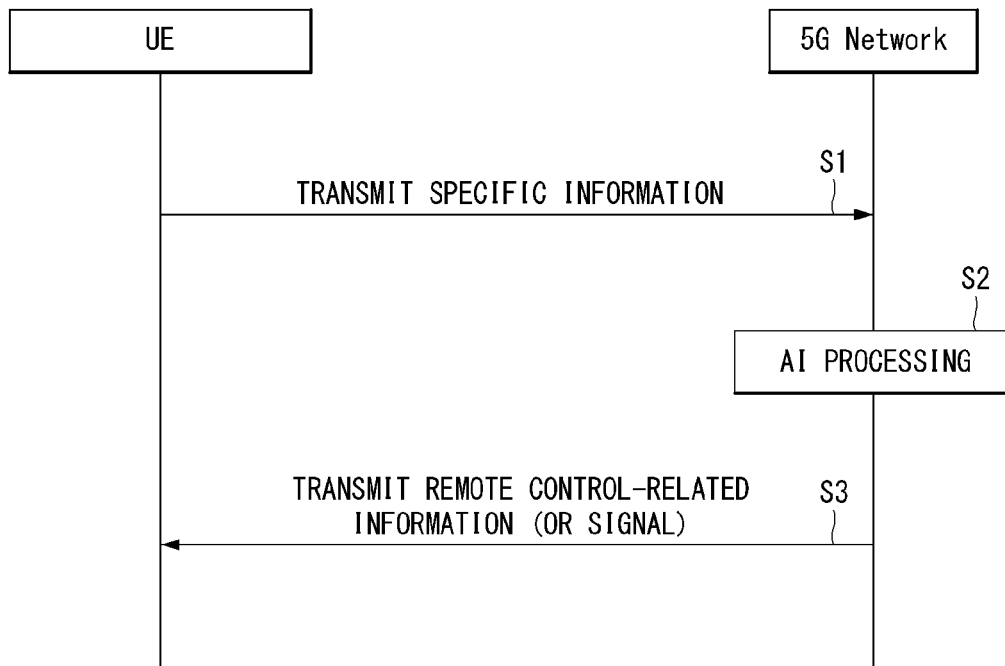 UE
5G Network
S1
TRANSMIT SPECIFIC INFORMATION
S2
AI PROCESSING
TRANSMIT REMOTE CONTROL-RELATED
INFORMATION (OR SIGNAL)
S3